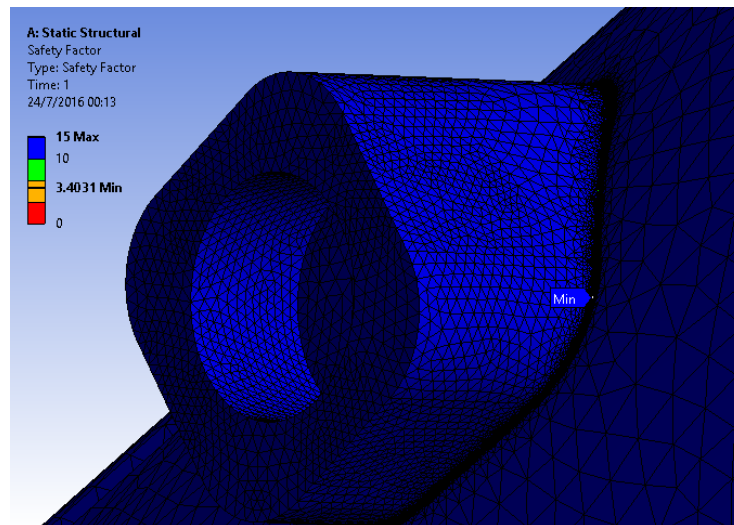 A: Static Structural
Safety Factor
Type: Safety Factor
Time: 1
24/7/2016 00:13
15 Max
10
3.4031 Min
0
Min